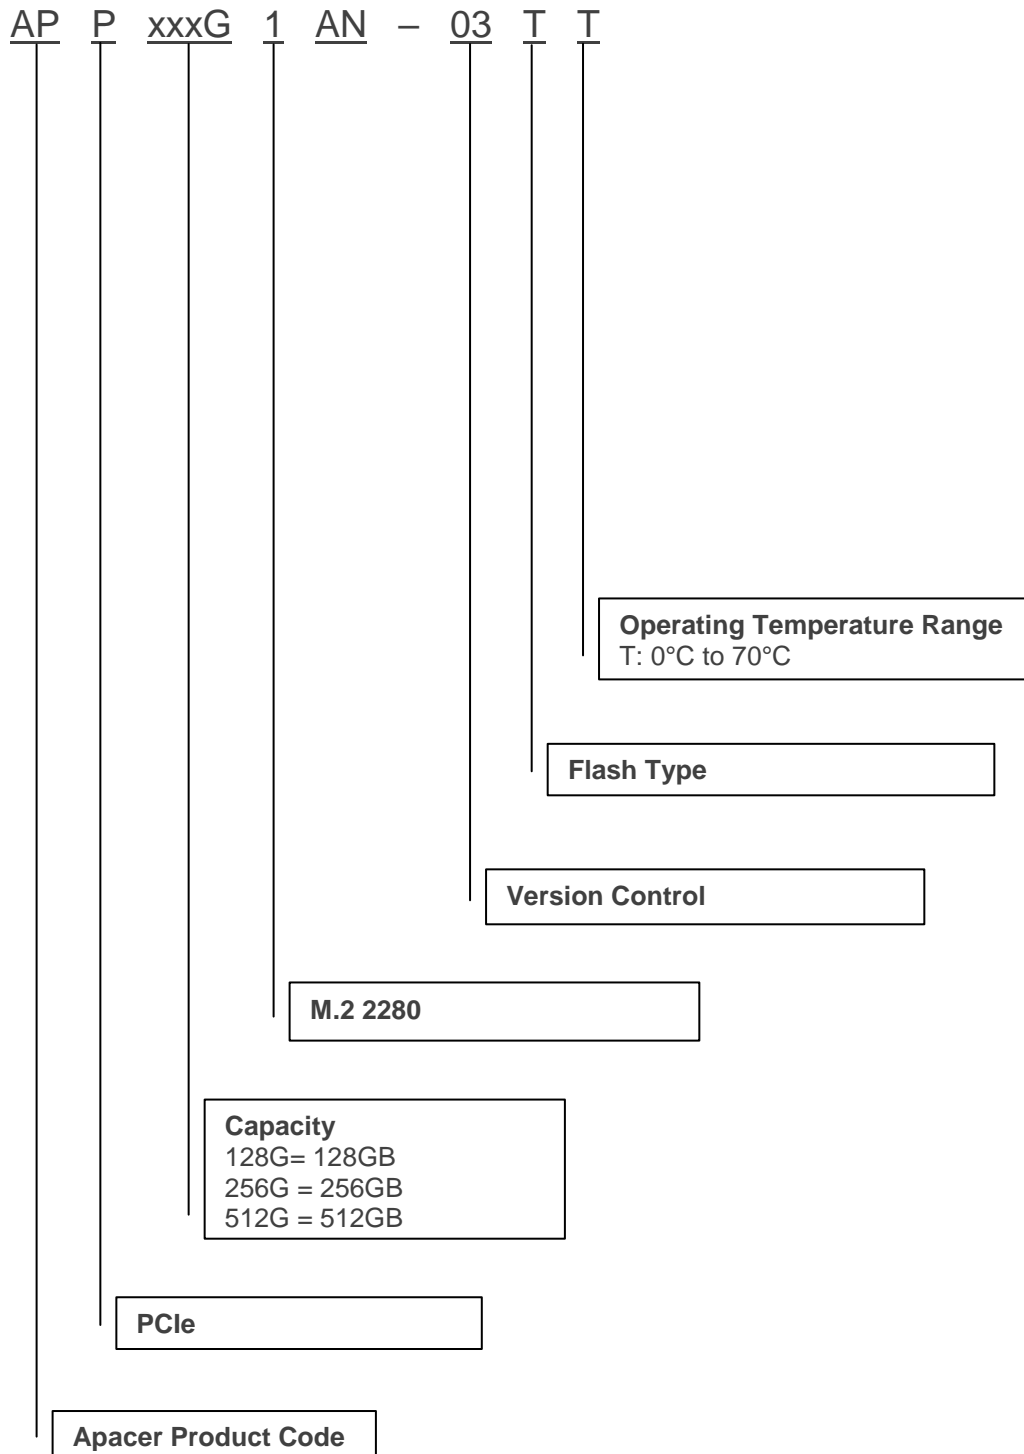 AP P xxxG 1 AN – 03 T T
Operating Temperature Range
T: 0°C to 70°C
Flash Type
Version Control
M.2 2280
Capacity
128G= 128GB
256G = 256GB
512G = 512GB
PCIe
Apacer Product Code